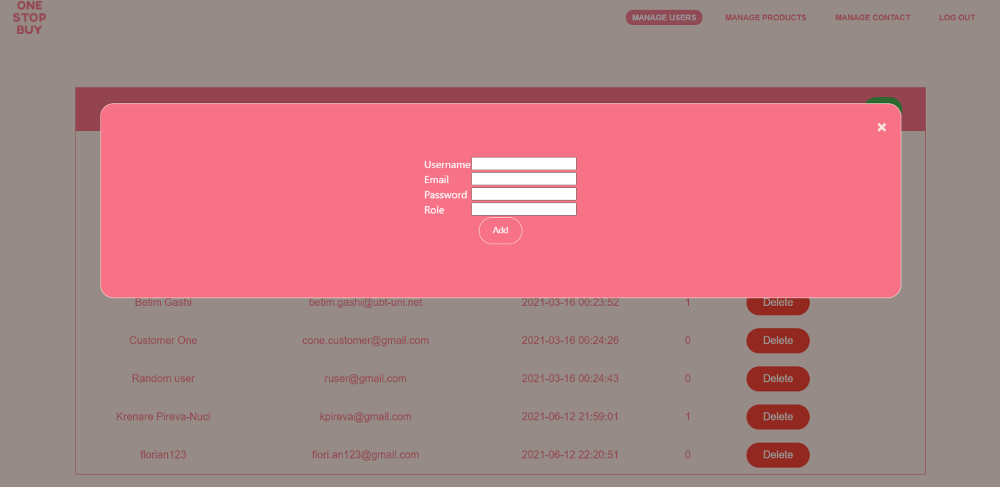 ONE
STOP
BUY
MANAGE USERS MANAGE PRODUCTS MANAGE CONTACT LOG OUT
×
Username
Email
Password
Role
Add
Betim Gashi betim.gashi@ubt-uni.net 2021-03-16 00:23:52 1 Delete
Customer One cone.customer@gmail.com 2021-03-16 00:24:26 0 Delete
Random user ruser@gmail.com 2021-03-16 00:24:43 0 Delete
Krenare Pireva-Nuci kpireva@gmail.com 2021-06-12 21:59:01 1 Delete
florian123 flori.an123@gmail.com 2021-06-12 22:20:51 0 Delete